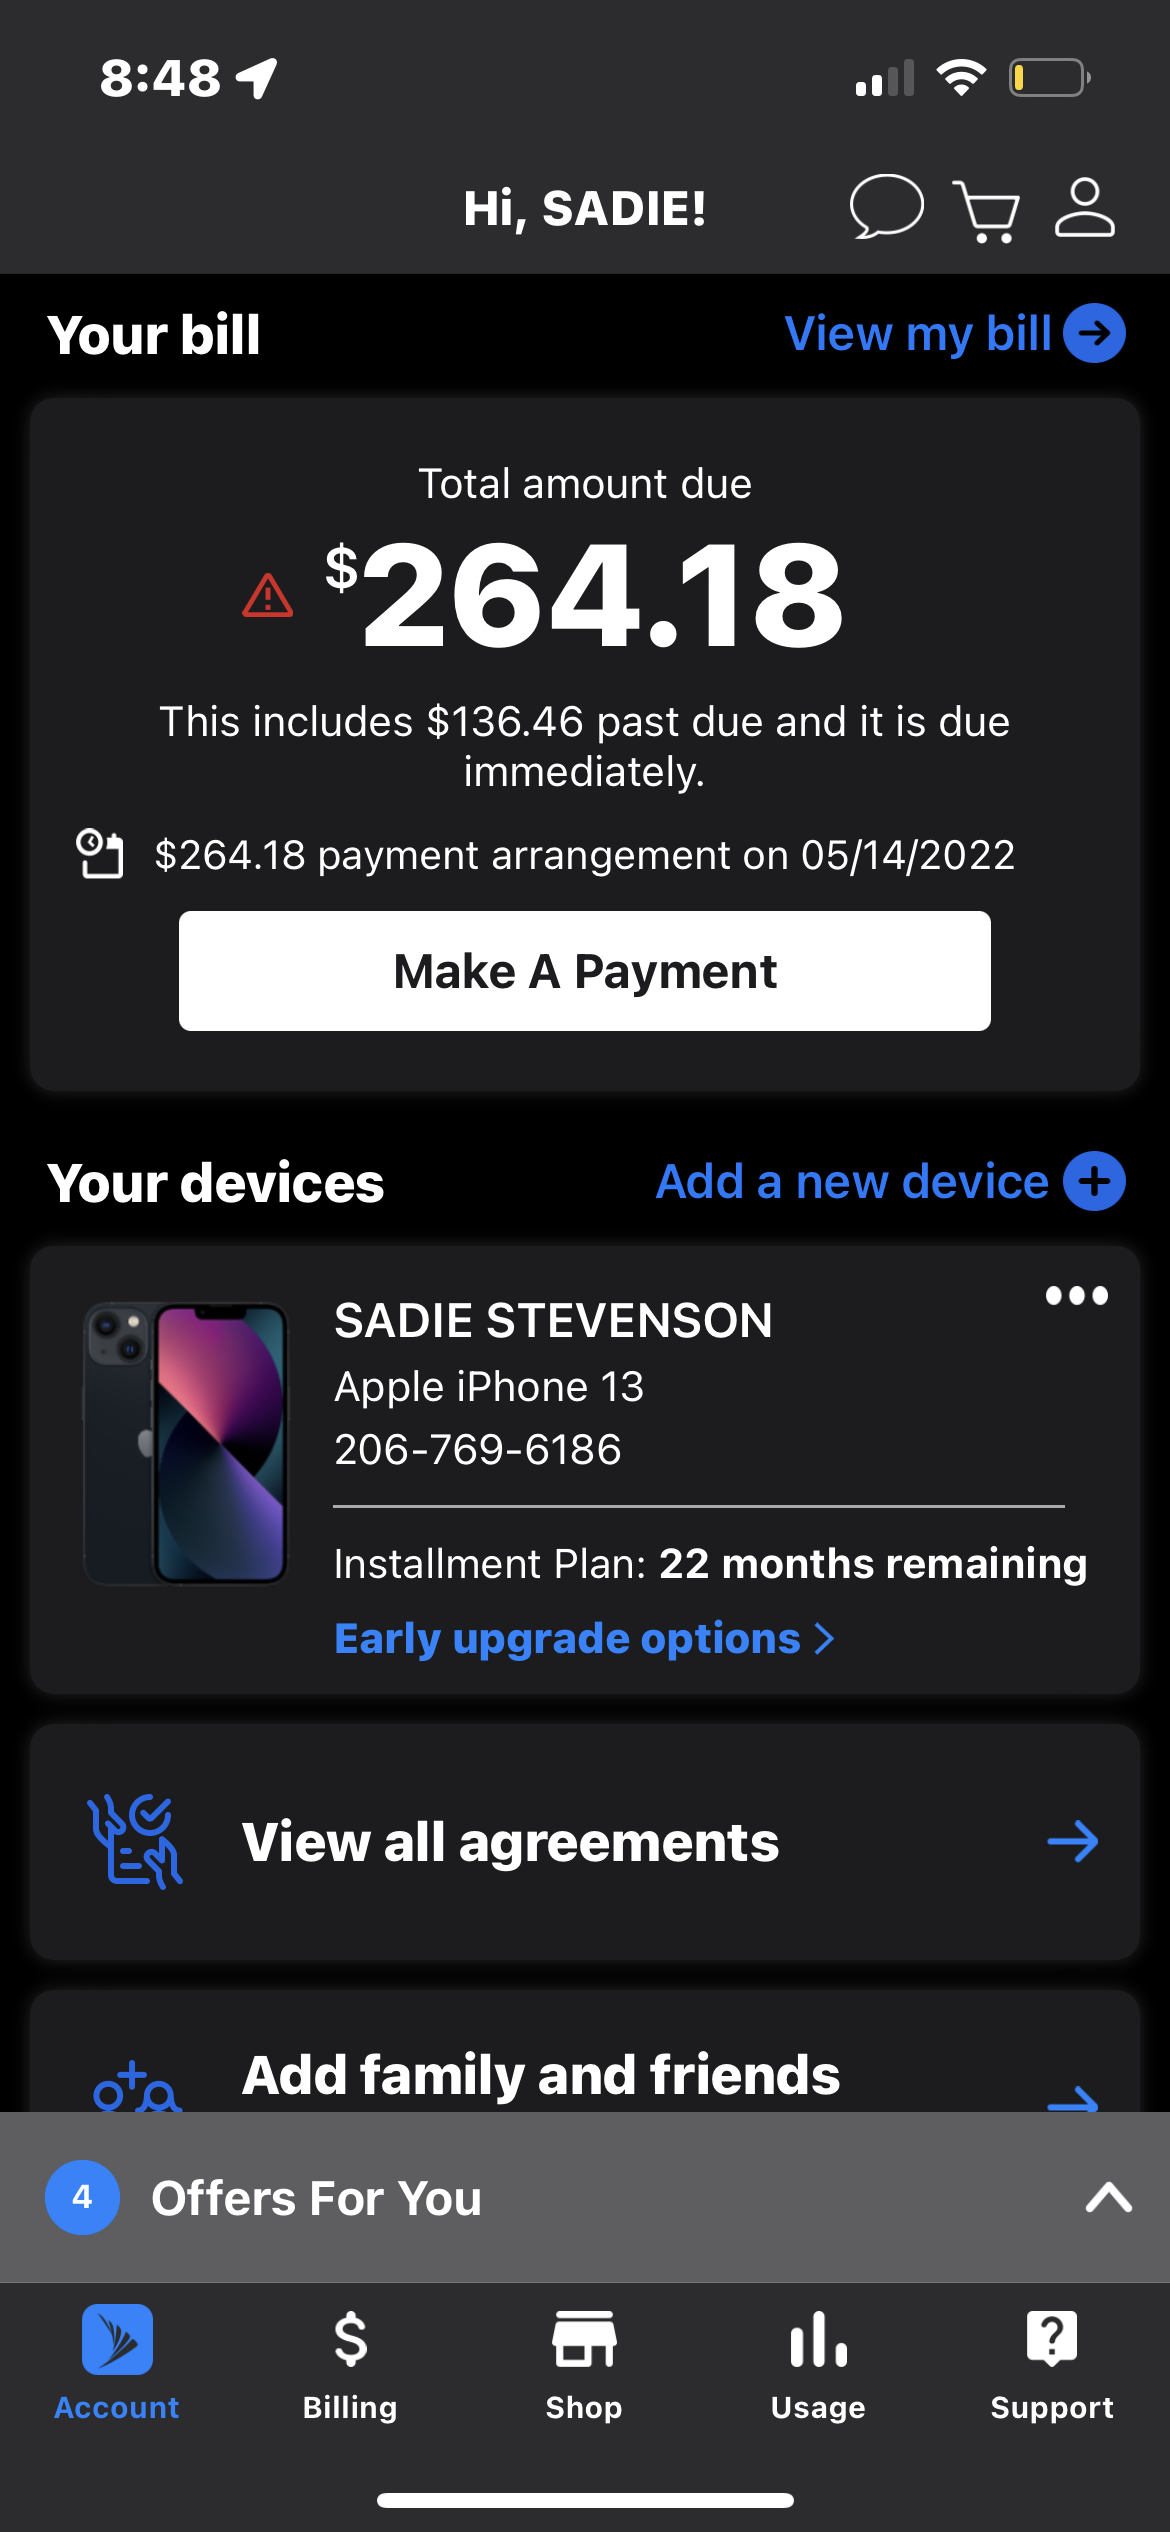 8:48
Hi, SADIE!
Your bill
View my bill
Total amount due
$264.18
This includes $136.46 past due and it is due
immediately.
$264.18 payment arrangement on 05/14/2022
Make A Payment
Your devices
Add a new device
SADIE STEVENSON
Apple iPhone 13
206-769-6186
Installment Plan: 22 months remaining
Early upgrade options
View all agreements
Add family and friends
4 Offers For You
Account
Billing
Shop
Usage
Support